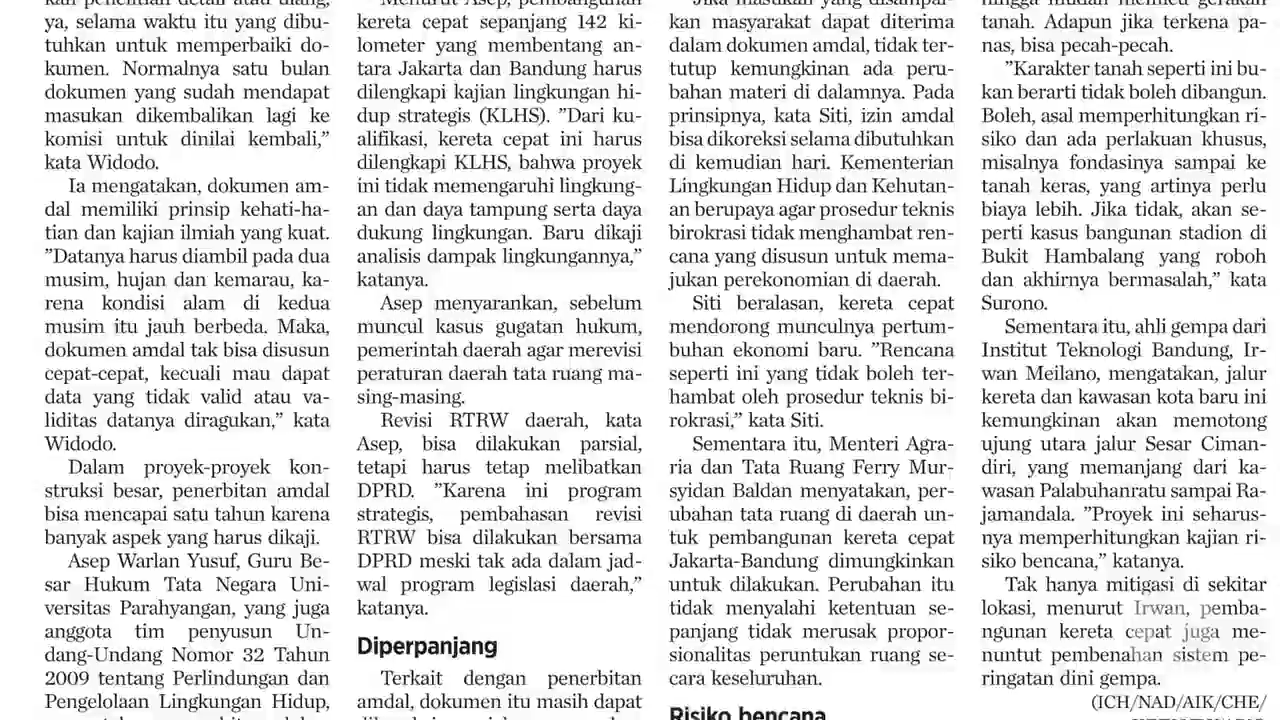 kan penelitian detail atau ulang,
ya, selama waktu itu yang dibu-
tuhkan untuk memperbaiki do-
kumen. Normalnya satu bulan
dokumen yang sudah mendapat
masukan dikembalikan lagi ke
komisi untuk dinilai kembali,”
kata Widodo.
Ia mengatakan, dokumen am-
dal memiliki prinsip kehati-ha-
tian dan kajian ilmiah yang kuat.
”Datanya harus diambil pada dua
musim, hujan dan kemarau, ka-
rena kondisi alam di kedua
musim itu jauh berbeda. Maka,
dokumen amdal tak bisa disusun
cepat-cepat, kecuali mau dapat
data yang tidak valid atau va-
liditas datanya diragukan,” kata
Widodo.
Dalam proyek-proyek kon-
struksi besar, penerbitan amdal
bisa mencapai satu tahun karena
banyak aspek yang harus dikaji.
Asep Warlan Yusuf, Guru Be-
sar Hukum Tata Negara Uni-
versitas Parahyangan, yang juga
anggota tim penyusun Un-
dang-Undang Nomor 32 Tahun
2009 tentang Perlindungan dan
Pengelolaan Lingkungan Hidup,
Menurut Asep, pembangunan
kereta cepat sepanjang 142 ki-
lometer yang membentang an-
tara Jakarta dan Bandung harus
dilengkapi kajian lingkungan hi-
dup strategis (KLHS). ”Dari ku-
alifikasi, kereta cepat ini harus
dilengkapi KLHS, bahwa proyek
ini tidak memengaruhi lingkung-
an dan daya tampung serta daya
dukung lingkungan. Baru dikaji
analisis dampak lingkungannya,”
katanya.
Asep menyarankan, sebelum
muncul kasus gugatan hukum,
pemerintah daerah agar merevisi
peraturan daerah tata ruang ma-
sing-masing.
Revisi RTRW daerah, kata
Asep, bisa dilakukan parsial,
tetapi harus tetap melibatkan
DPRD. ”Karena ini program
strategis, pembahasan revisi
RTRW bisa dilakukan bersama
DPRD meski tak ada dalam jad-
wal program legislasi daerah,”
katanya.
Diperpanjang
Terkait dengan penerbitan
amdal, dokumen itu masih dapat
Jika masukan yang disampai-
kan masyarakat dapat diterima
dalam dokumen amdal, tidak ter-
tutup kemungkinan ada peru-
bahan materi di dalamnya. Pada
prinsipnya, kata Siti, izin amdal
bisa dikoreksi selama dibutuhkan
di kemudian hari. Kementerian
Lingkungan Hidup dan Kehutan-
an berupaya agar prosedur teknis
birokrasi tidak menghambat ren-
cana yang disusun untuk mema-
jukan perekonomian di daerah.
Siti beralasan, kereta cepat
mendorong munculnya pertum-
buhan ekonomi baru. ”Rencana
seperti ini yang tidak boleh ter-
hambat oleh prosedur teknis bi-
rokrasi,” kata Siti.
Sementara itu, Menteri Agra-
ria dan Tata Ruang Ferry Mur-
syidan Baldan menyatakan, per-
ubahan tata ruang di daerah un-
tuk pembangunan kereta cepat
Jakarta-Bandung dimungkinkan
untuk dilakukan. Perubahan itu
tidak menyalahi ketentuan se-
panjang tidak merusak propor-
sionalitas peruntukan ruang se-
cara keseluruhan.
Risiko bencana
hingga mudah memicu gerakan
tanah. Adapun jika terkena pa-
nas, bisa pecah-pecah.
”Karakter tanah seperti ini bu-
kan berarti tidak boleh dibangun.
Boleh, asal memperhitungkan ri-
siko dan ada perlakuan khusus,
misalnya fondasinya sampai ke
tanah keras, yang artinya perlu
biaya lebih. Jika tidak, akan se-
perti kasus bangunan stadion di
Bukit Hambalang yang roboh
dan akhirnya bermasalah,” kata
Surono.
Sementara itu, ahli gempa dari
Institut Teknologi Bandung, Ir-
wan Meilano, mengatakan, jalur
kereta dan kawasan kota baru ini
kemungkinan akan memotong
ujung utara jalur Sesar Ciman-
diri, yang memanjang dari ka-
wasan Palabuhanratu sampai Ra-
jamandala. ”Proyek ini seharus-
nya memperhitungkan kajian ri-
siko bencana,” katanya.
Tak hanya mitigasi di sekitar
lokasi, menurut Irwan, pemba-
ngunan kereta cepat juga me-
nuntut pembenahan sistem pe-
ringatan dini gempa.
(ICH/NAD/AIK/CHE/